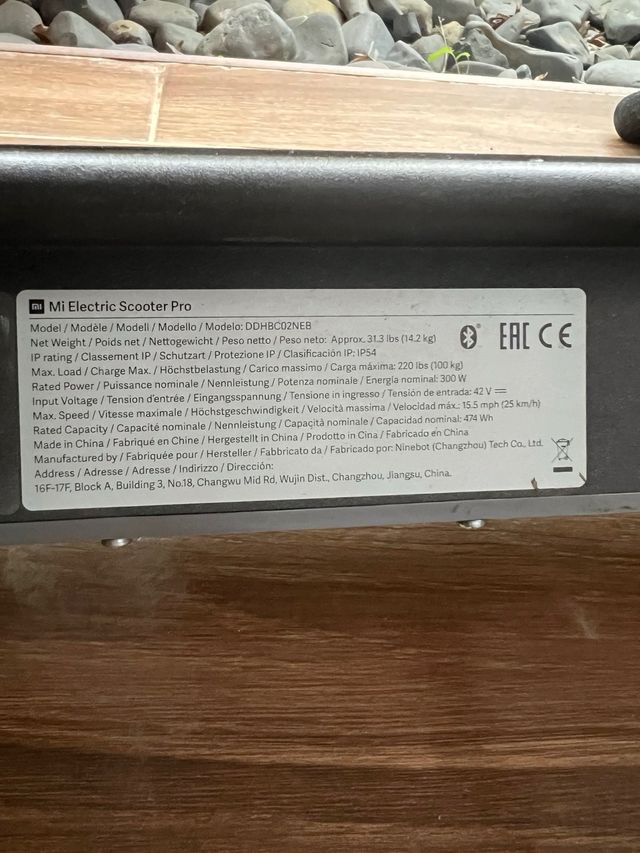 mi Mi Electric Scooter Pro
Model / Modèle / Modell / Modello / Modelo: DDHBC02NEB
Net Weight / Poids net / Nettogewicht / Peso netto / Peso neto: Approx. 31.3 lbs (14.2 kg)
IP rating / Classement IP / Schutzart / Protezione IP / Clasificación IP: IP54
Max. Load / Charge Max. / Höchstbelastung / Carico massimo / Carga máxima: 220 lbs (100 kg)
Rated Power / Puissance nominale / Nennleistung / Potenza nominale / Energía nominal: 300 W
Input Voltage / Tension d'entrée / Eingangsspannung / Tensione in ingresso / Tensión de entrada: 42 V ⎓
Max. Speed / Vitesse maximale / Höchstgeschwindigkeit / Velocità massima / Velocidad máx.: 15.5 mph (25 km/h)
Rated Capacity / Capacité nominale / Nennleistung / Capacità nominale / Capacidad nominal: 474 Wh
Made in China / Fabriqué en Chine / Hergestellt in China / Prodotto in Cina / Fabricado en China
Manufactured by / Fabriquée pour / Hersteller / Fabbricato da / Fabricado por: Ninebot (Changzhou) Tech Co., Ltd.
Address / Adresse / Adresse / Indirizzo / Dirección:
16F-17F, Block A, Building 3, No.18, Changwu Mid Rd, Wujin Dist., Changzhou, Jiangsu, China.
EAC CE